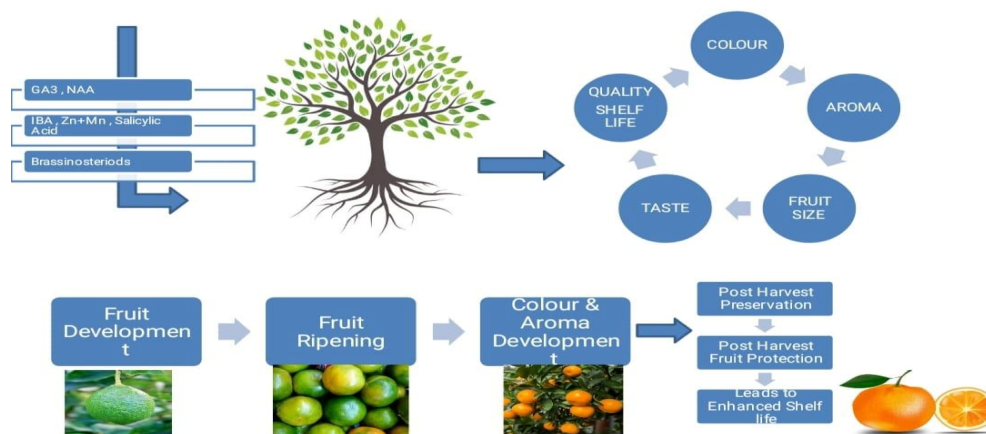 GA3 , NAA
IBA, Zn+Mn , Salicylic
Acid
Brassinosteriods
COLOUR
AROMA
FRUIT
SIZE
TASTE
QUALITY
SHELF
LIFE
Fruit
Developmen
t
Fruit
Ripening
Colour &
Aroma
Developmen
t
Post Harvest
Preservation
Post Harvest
Fruit Protection
Leads to
Enhanced Shelf
life